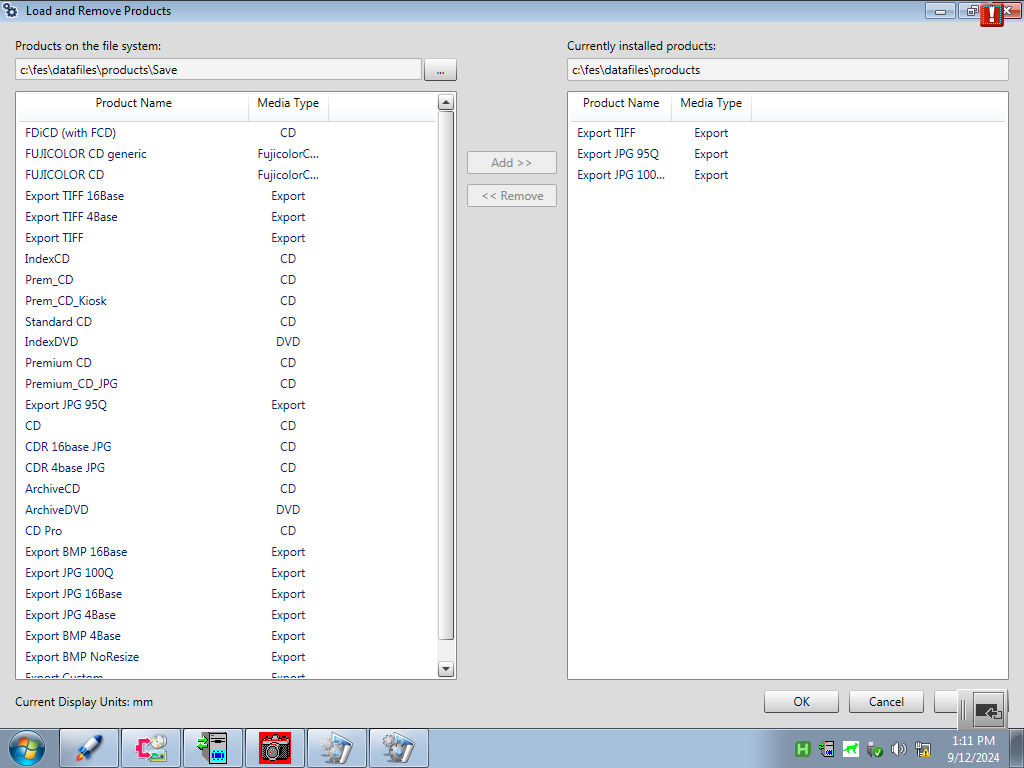 Load and Remove Products
Products on the file system:
c:\fes\datafiles\products\Save
...
Product Name Media Type
FDiCD (with FCD) CD
FUJICOLOR CD generic FujicolorC...
FUJICOLOR CD FujicolorC...
Export TIFF 16Base Export
Export TIFF 4Base Export
Export TIFF Export
IndexCD CD
Prem_CD CD
Prem_CD_Kiosk CD
Standard CD CD
IndexDVD DVD
Premium CD CD
Premium_CD_JPG CD
Export JPG 95Q Export
CD CD
CDR 16base JPG CD
CDR 4base JPG CD
ArchiveCD CD
ArchiveDVD DVD
CD Pro CD
Export BMP 16Base Export
Export JPG 100Q Export
Export JPG 16Base Export
Export JPG 4Base Export
Export BMP 4Base Export
Export BMP NoResize Export
Export Custom Export
Add >>
<< Remove
Currently installed products:
c:\fes\datafiles\products
Product Name Media Type
Export TIFF Export
Export JPG 95Q Export
Export JPG 100... Export
Current Display Units: mm
OK
Cancel
H
1:11 PM
9/12/2024